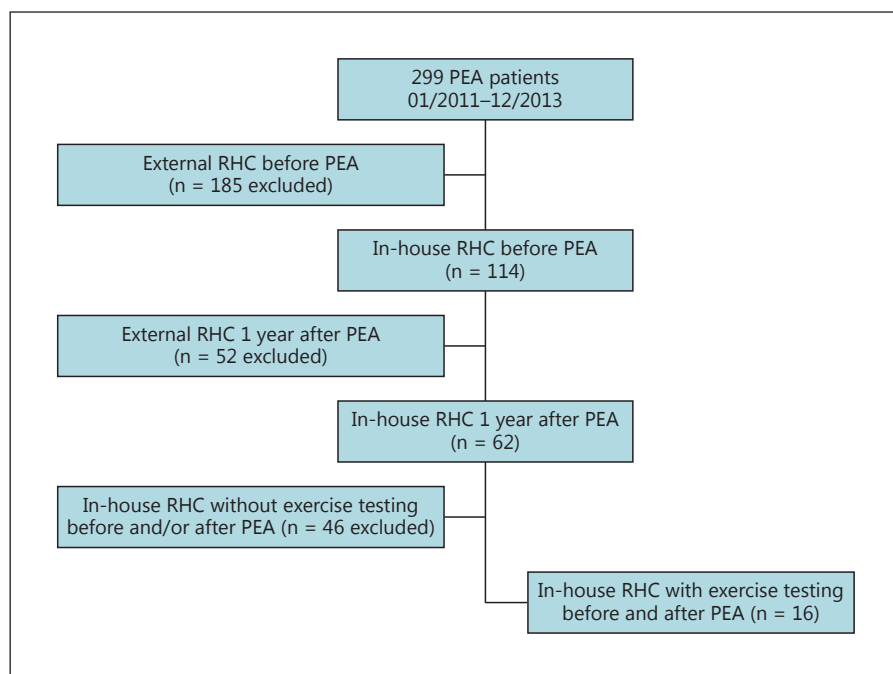 299 PEA patients
01/2011–12/2013
External RHC before PEA
(n = 185 excluded)
In-house RHC before PEA
(n = 114)
External RHC 1 year after PEA
(n = 52 excluded)
In-house RHC 1 year after PEA
(n = 62)
In-house RHC without exercise testing
before and/or after PEA (n = 46 excluded)
In-house RHC with exercise testing
before and after PEA (n = 16)